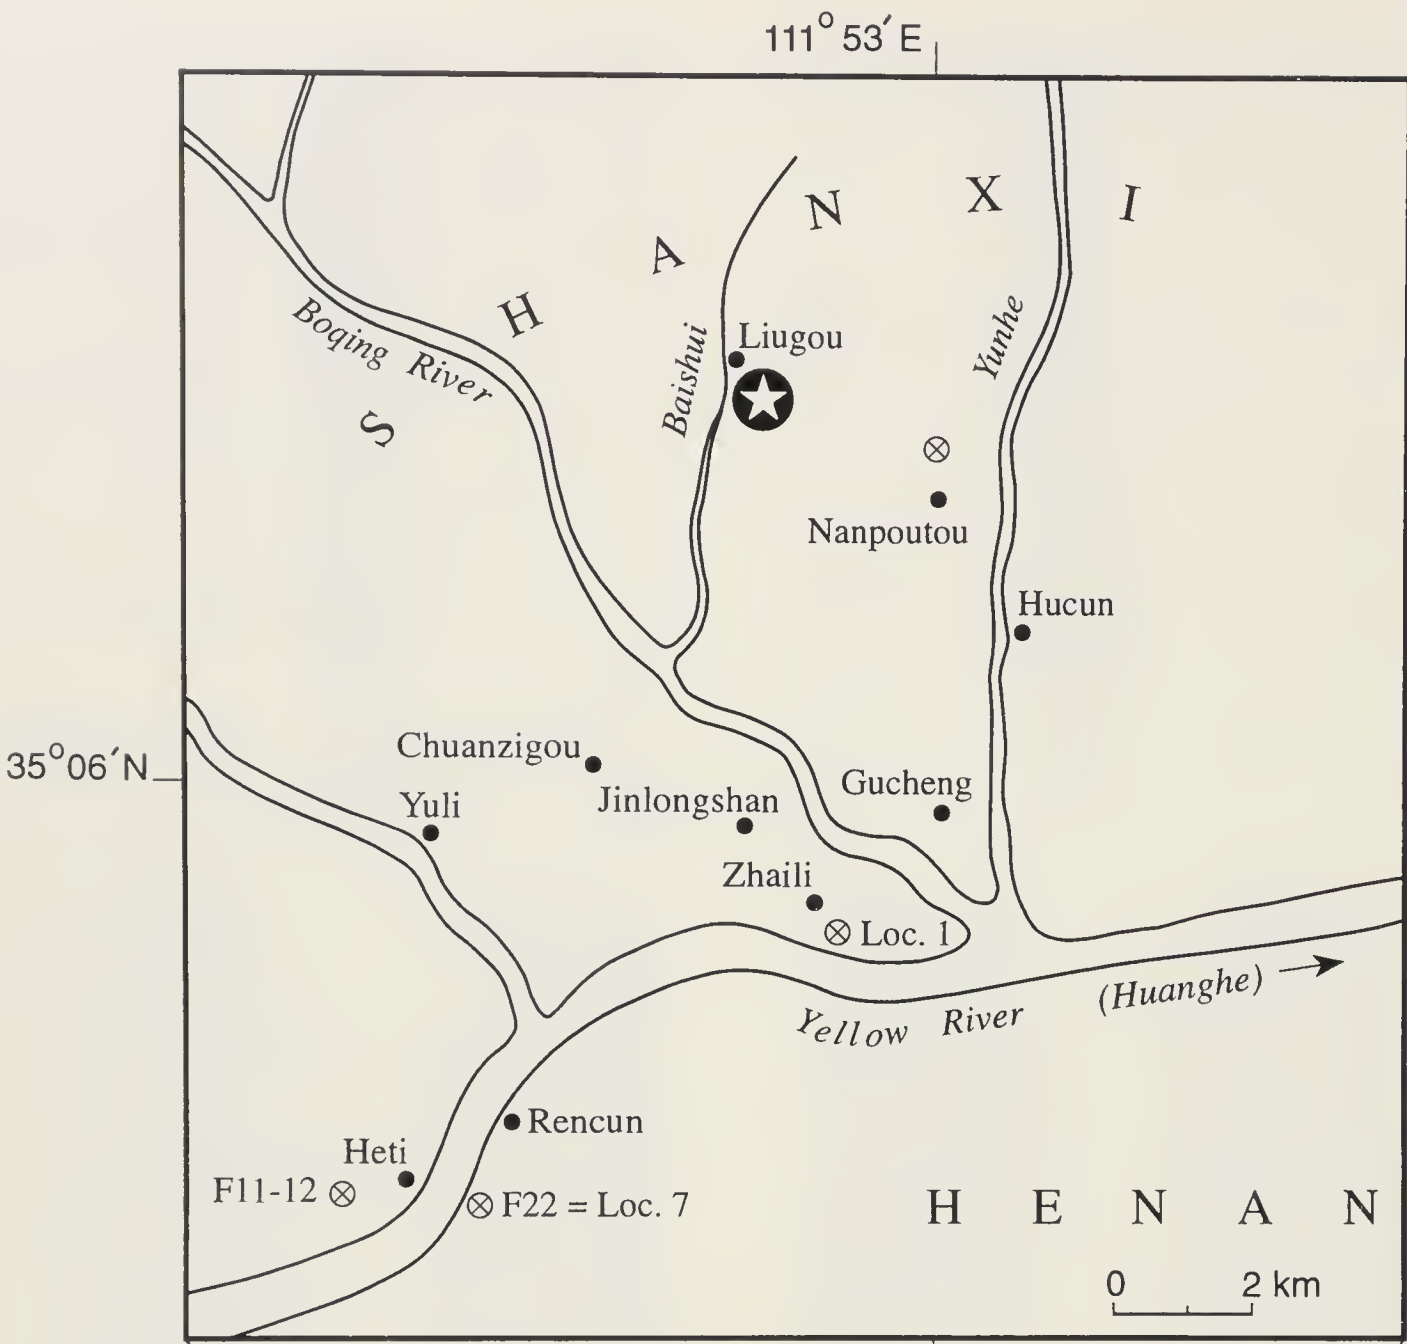 111° 53′ E
S H A N X I
Boqing River
Baishui
Liugou
Yunhe
Nanpoutou
Hucun
35°06′N
Chuanzigou
Jinlongshan
Gucheng
Yuli
Zhaili
Loc. 1
Yellow River (Huanghe)
Rencun
Heti
F11-12
F22 = Loc. 7
H E N A N
0 2 km